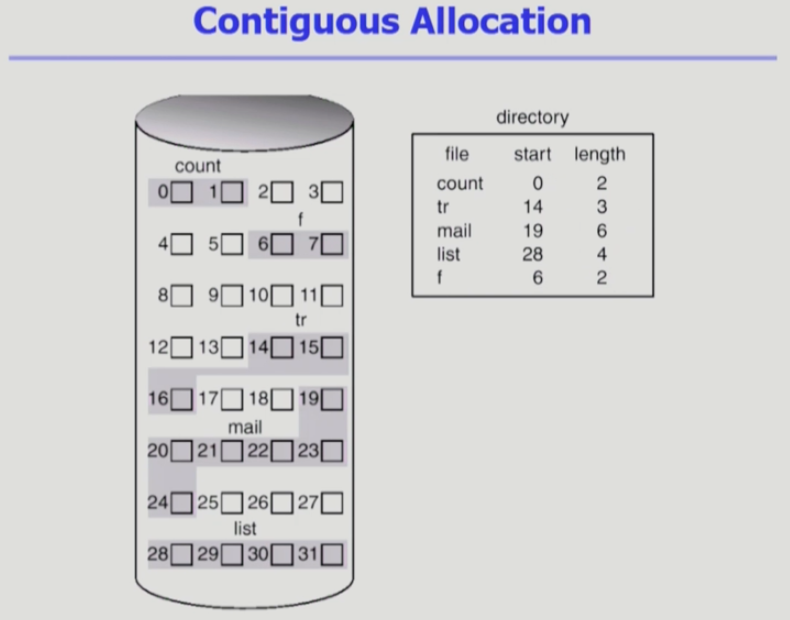 Contiguous Allocation
count
0 1 2 3
f
4 5 6 7
8 9 10 11
tr
12 13 14 15
16 17 18 19
mail
20 21 22 23
24 25 26 27
list
28 29 30 31
directory
file start length
count 0 2
tr 14 3
mail 19 6
list 28 4
f 6 2